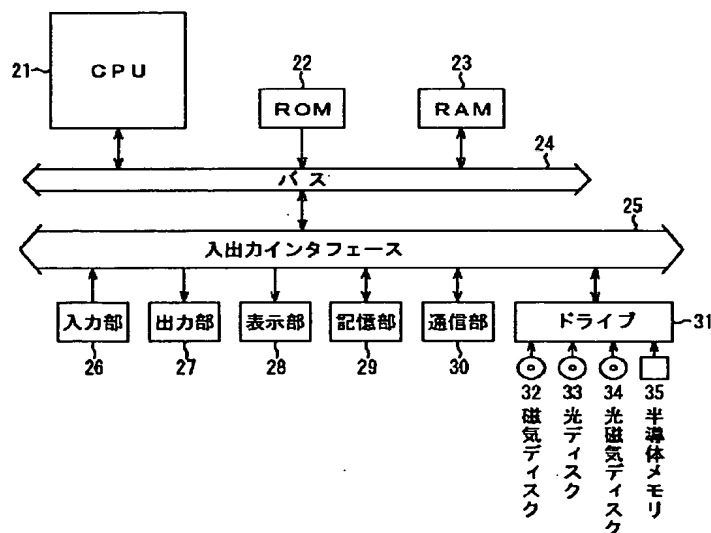 21
CPU
22
ROM
23
RAM
24
バス
25
入出力インタフェース
入力部
出力部
表示部
記憶部
通信部
ドライブ
31
26
27
28
29
30
32
33
34
35
磁気ディスク
光ディスク
光磁気ディスク
半導体メモリ